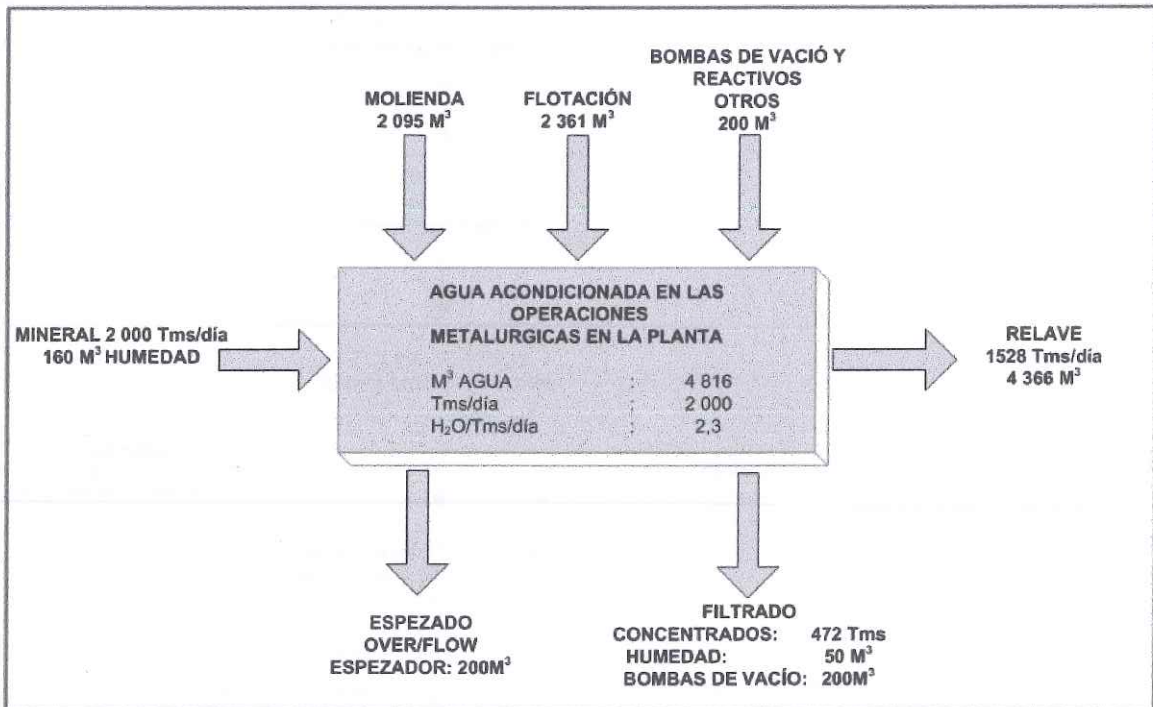 BOMBAS DE VACIÓ Y
REACTIVOS
OTROS
200 M³
MOLIENDA
2 095 M³
FLOTACIÓN
2 361 M³
AGUA ACONDICIONADA EN LAS
OPERACIONES
METALURGICAS EN LA PLANTA
M³ AGUA : 4 816
Tms/día : 2 000
H₂O/Tms/día : 2,3
MINERAL 2 000 Tms/día
160 M³ HUMEDAD
RELAVE
1528 Tms/día
4 366 M³
ESPEZADO
OVER/FLOW
ESPEZADOR: 200M³
FILTRADO
CONCENTRADOS: 472 Tms
HUMEDAD: 50 M³
BOMBAS DE VACÍO: 200M³